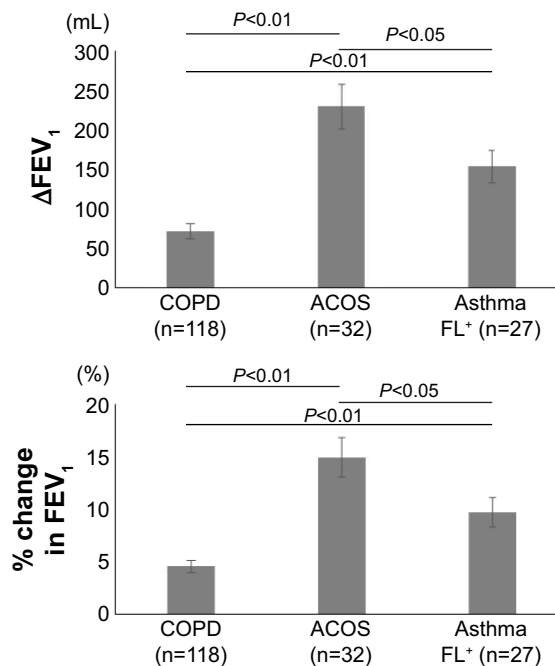 (mL)
P<0.01
P<0.05
P<0.01
300
250
200
150
100
50
0
ΔFEV₁
COPD ACOS Asthma
(n=118) (n=32) FL⁺ (n=27)
(%)
P<0.01
P<0.05
P<0.01
20
15
10
5
0
% change
in FEV₁
COPD ACOS Asthma
(n=118) (n=32) FL⁺ (n=27)